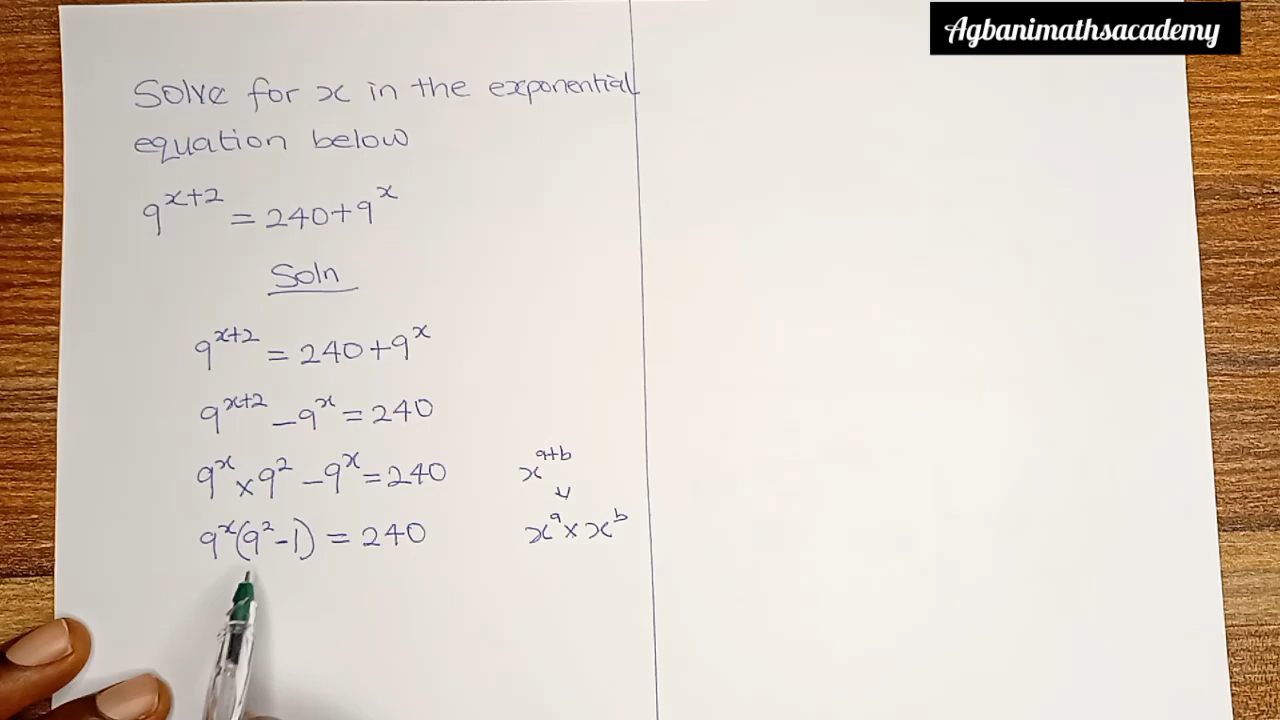 Agbanimathsacademy
Solve for x in the exponential
equation below
9^{x+2} = 240 + 9^x
Soln
9^{x+2} = 240 + 9^x
9^{x+2} - 9^x = 240
9^x × 9^2 - 9^x = 240
9^x(9^2 - 1) = 240
x^{a+b}
↓
x^a × x^b